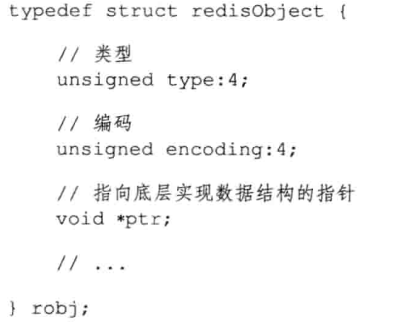 typedef struct redisObject {
// 类型
unsigned type:4;
// 编码
unsigned encoding:4;
// 指向底层实现数据结构的指针
void *ptr;
// ...
} robj;